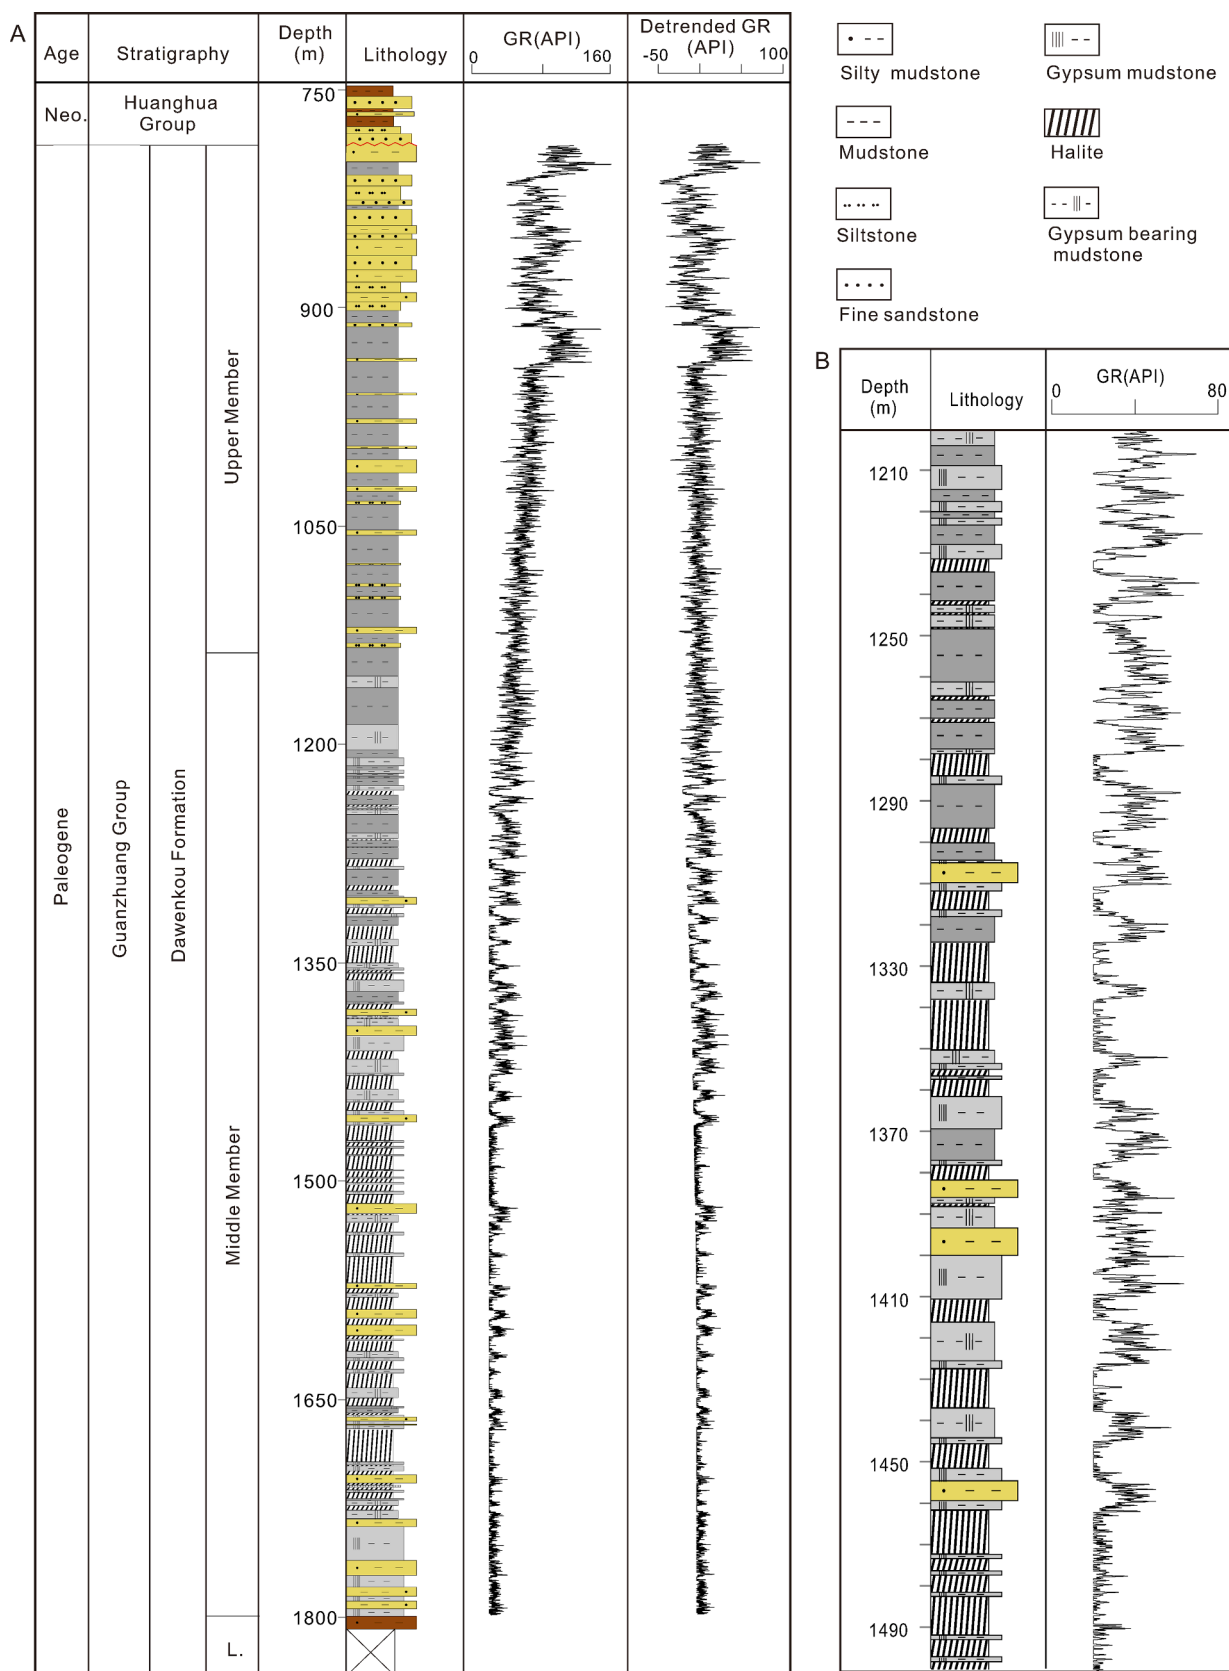 A
Age
Stratigraphy
Depth
(m)
Lithology
GR(API)
0
160
Detrended GR
(API)
-50
100
Neo.
Huanghua
Group
Paleogene
Guanzhuang Group
Dawenkou Formation
Upper Member
Middle Member
L.
750
900
1050
1200
1350
1500
1650
1800
Silty mudstone
Gypsum mudstone
Mudstone
Halite
Siltstone
Gypsum bearing
mudstone
Fine sandstone
B
Depth
(m)
Lithology
GR(API)
0
80
1210
1250
1290
1330
1370
1410
1450
1490